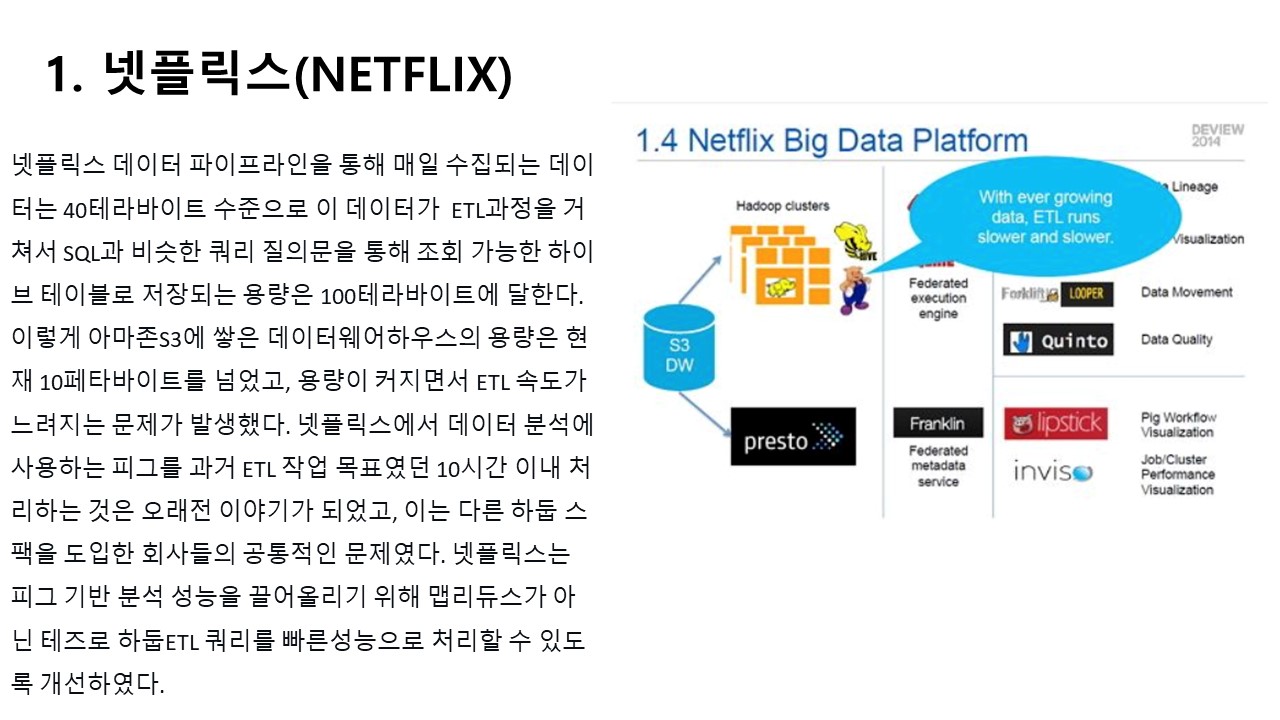 1. 넷플릭스(NETFLIX)
넷플릭스 데이터 파이프라인을 통해 매일 수집되는 데이
터는 40테라바이트 수준으로 이 데이터가 ETL과정을 거
쳐서 SQL과 비슷한 쿼리 질의문을 통해 조회 가능한 하이
브 테이블로 저장되는 용량은 100테라바이트에 달한다.
이렇게 아마존S3에 쌓은 데이터웨어하우스의 용량은 현
재 10페타바이트를 넘었고, 용량이 커지면서 ETL 속도가
느려지는 문제가 발생했다. 넷플릭스에서 데이터 분석에
사용하는 피그를 과거 ETL 작업 목표였던 10시간 이내 처
리하는 것은 오래전 이야기가 되었고, 이는 다른 하둡 스
팩을 도입한 회사들의 공통적인 문제였다. 넷플릭스는
피그 기반 분석 성능을 끌어올리기 위해 맵리듀스가 아
닌 테즈로 하둡ETL 쿼리를 빠른성능으로 처리할 수 있도
록 개선하였다.
1.4 Netflix Big Data Platform
DEVIEW
2014
Hadoop clusters
HIVE
S3
DW
presto
With ever growing
data, ETL runs
slower and slower.
Federated
execution
engine
Franklin
Federated
metadata
service
Lineage
Visualization
Forklift
LOOPER
Data Movement
Quinto
Data Quality
lipstick
Pig Workflow
Visualization
inviso
Job/Cluster
Performance
Visualization